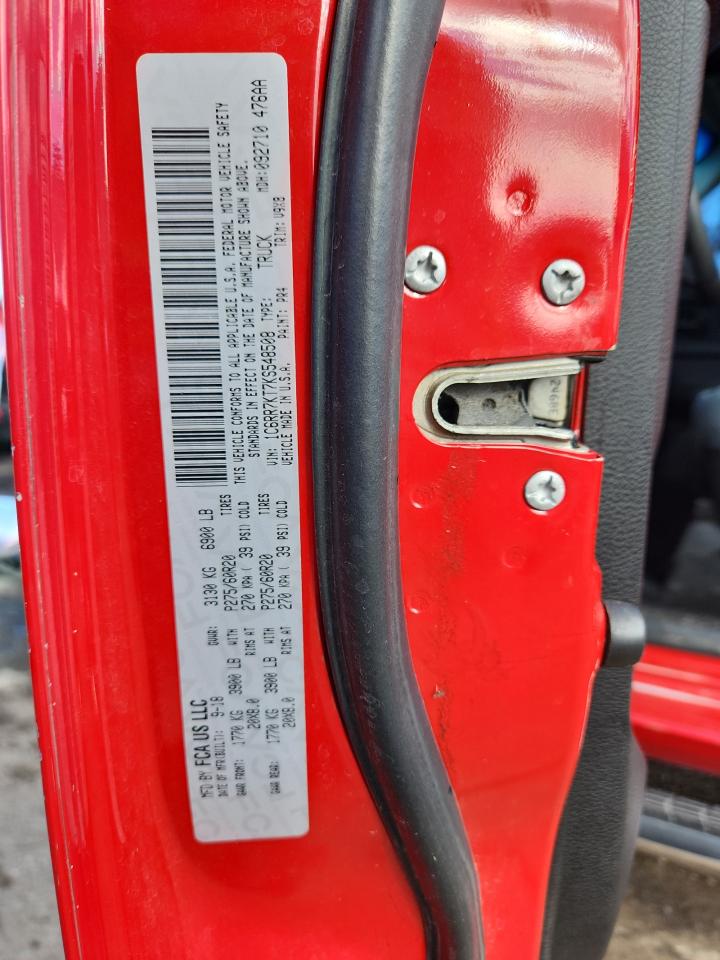 MFD BY FCA US LLC
DATE OF MFR(BUILT): 9-18 GVWR: 3130 KG 6900 LB
GAWR FRONT: 1770 KG 3900 LB WITH P275/60R20 TIRES
20X8.0 RIMS AT 270 KPA ( 39 PSI) COLD
GAWR REAR: 1770 KG 3900 LB WITH P275/60R20 TIRES
20X8.0 RIMS AT 270 KPA ( 39 PSI) COLD
THIS VEHICLE CONFORMS TO ALL APPLICABLE U.S.A. FEDERAL MOTOR VEHICLE SAFETY
STANDARDS IN EFFECT ON THE DATE OF MANUFACTURE SHOWN ABOVE.
VIN: 1C6RR7KT7KS548508 TYPE: TRUCK MDH: 092710 476AA
VEHICLE MADE IN U.S.A. PAINT: PR4 TRIM: V9X8